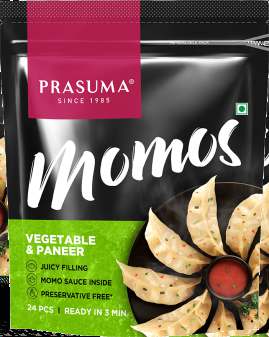 PRASUMA®
SINCE 1985
momos
VEGETABLE
& PANEER
JUICY FILLING
MOMO SAUCE INSIDE
PRESERVATIVE FREE*
24 PCS | READY IN 3 MIN